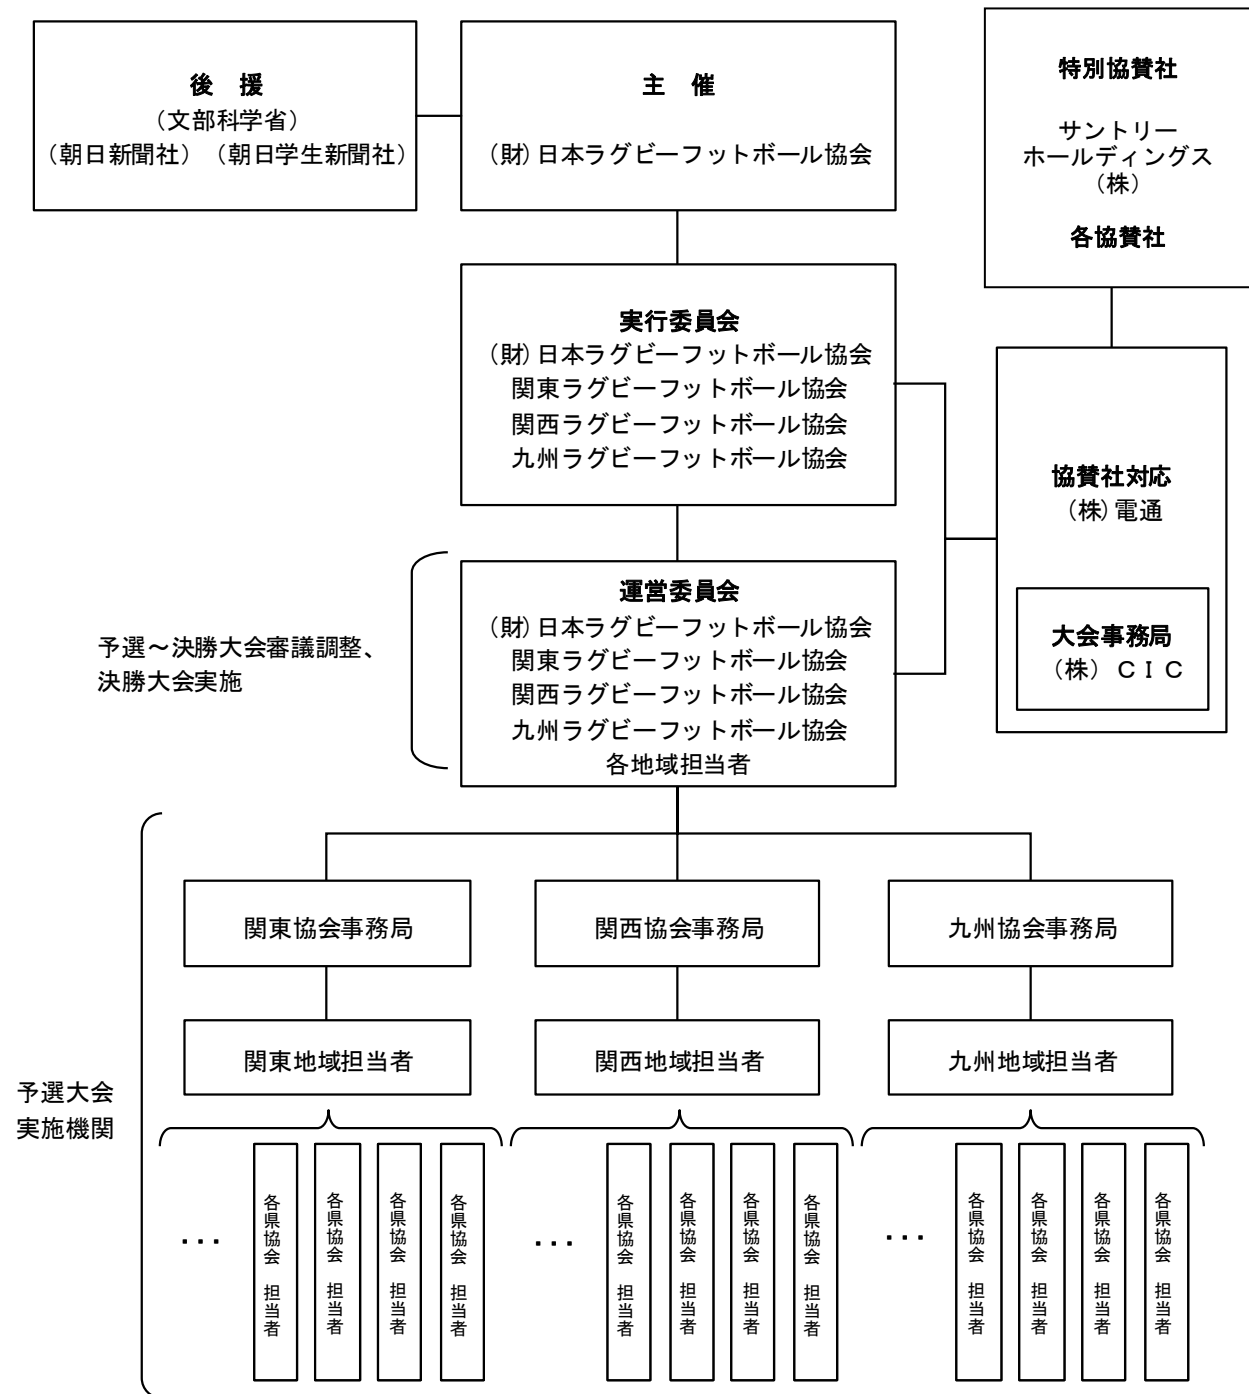 後　援
（文部科学省）
（朝日新聞社）（朝日学生新聞社）
主　催
（財）日本ラグビーフットボール協会
特別協賛社
サントリー
ホールディングス
（株）
各協賛社
実行委員会
（財）日本ラグビーフットボール協会
関東ラグビーフットボール協会
関西ラグビーフットボール協会
九州ラグビーフットボール協会
協賛社対応
（株）電通
大会事務局
（株）ＣＩＣ
予選～決勝大会審議調整、
決勝大会実施
運営委員会
（財）日本ラグビーフットボール協会
関東ラグビーフットボール協会
関西ラグビーフットボール協会
九州ラグビーフットボール協会
各地域担当者
関東協会事務局
関西協会事務局
九州協会事務局
関東地域担当者
関西地域担当者
九州地域担当者
予選大会
実施機関
…
各県協会　担当者
各県協会　担当者
各県協会　担当者
各県協会　担当者
…
各県協会　担当者
各県協会　担当者
各県協会　担当者
各県協会　担当者
…
各県協会　担当者
各県協会　担当者
各県協会　担当者
各県協会　担当者